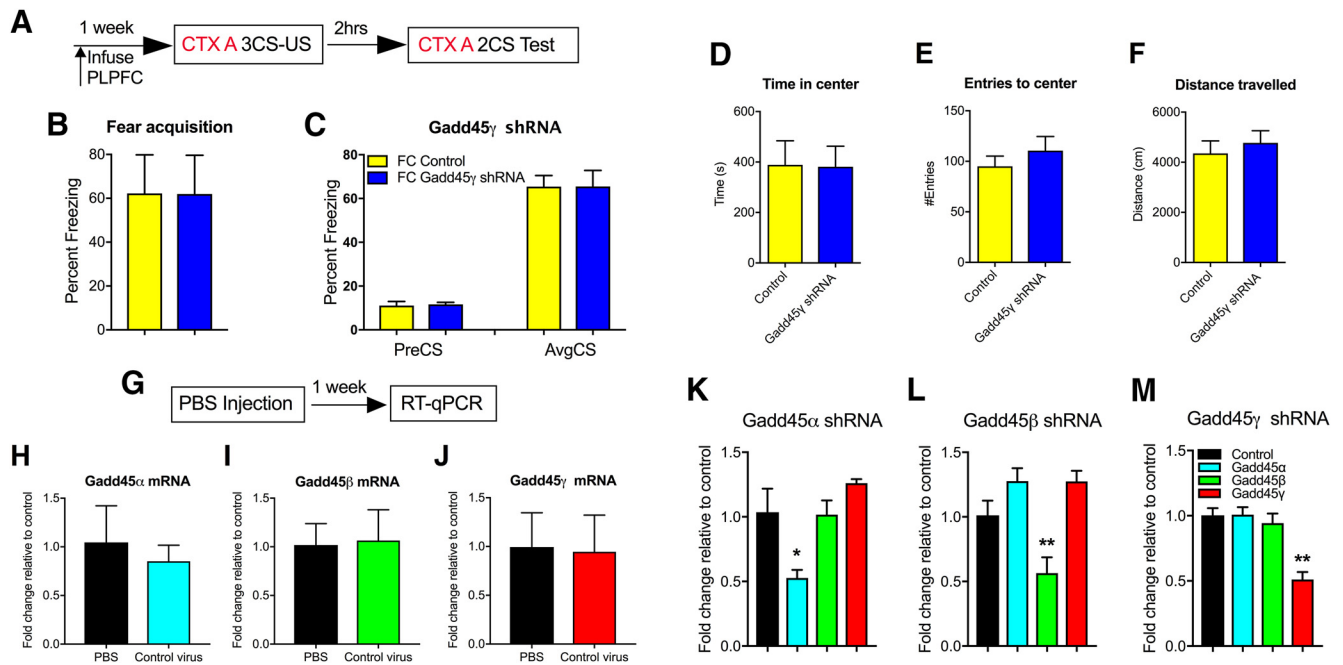 A
1 week
Infuse
PLPFC
CTX A 3CS-US
2hrs
CTX A 2CS Test
B
Fear acquisition
Percent Freezing
80
60
40
20
0
C
Gadd45γ shRNA
Percent Freezing
80
60
40
20
0
FC Control
FC Gadd45γ shRNA
PreCS
AvgCS
D
Time in center
Time (s)
600
400
200
0
Control
Gadd45γ shRNA
E
Entries to center
#Entries
150
100
50
0
Control
Gadd45γ shRNA
F
Distance travelled
Distance (cm)
6000
4000
2000
0
Control
Gadd45γ shRNA
G
PBS Injection
1 week
RT-qPCR
H
Gadd45α mRNA
Fold change relative to control
1.5
1.0
0.5
0.0
PBS
Control virus
I
Gadd45β mRNA
Fold change relative to control
1.5
1.0
0.5
0.0
PBS
Control virus
J
Gadd45γ mRNA
Fold change relative to control
1.5
1.0
0.5
0.0
PBS
Control virus
K
Gadd45α shRNA
Fold change relative to control
1.5
1.0
0.5
0.0
*
L
Gadd45β shRNA
Fold change relative to control
1.5
1.0
0.5
0.0
**
M
Gadd45γ shRNA
Fold change relative to control
1.5
1.0
0.5
0.0
Control
Gadd45α
Gadd45β
Gadd45γ
**